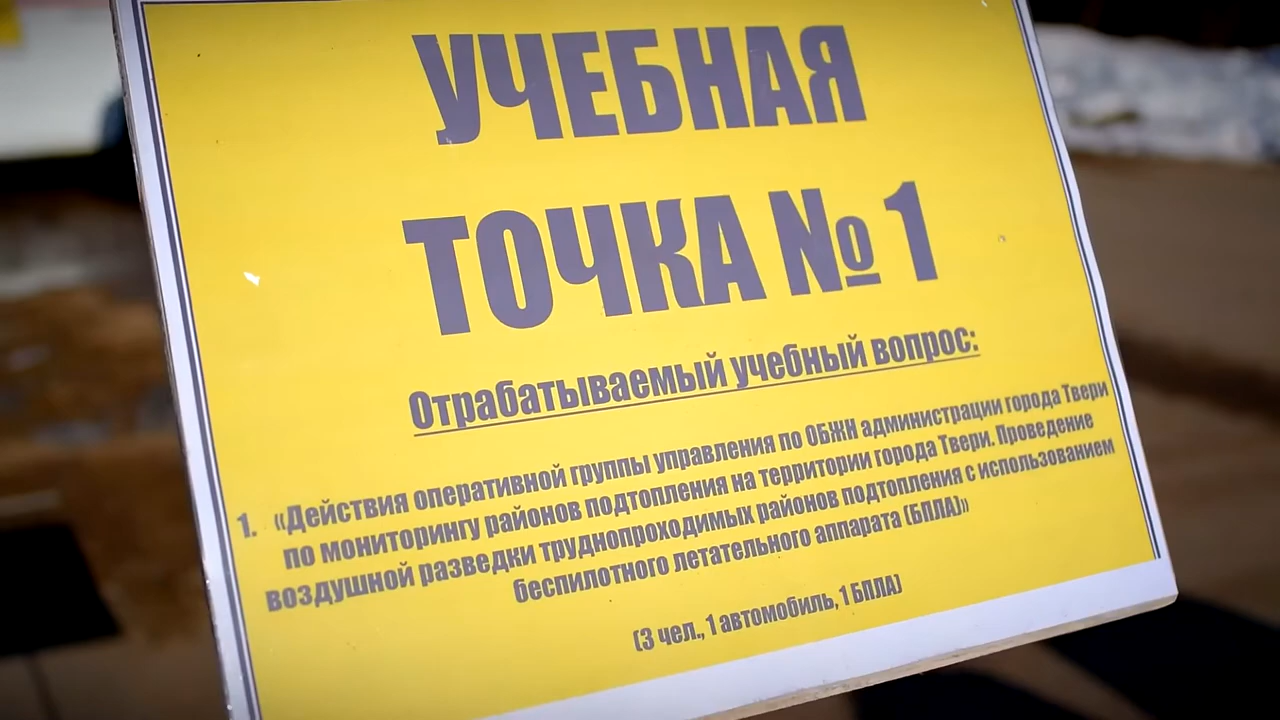 УЧЕБНАЯ
ТОЧКА № 1
Отрабатываемый учебный вопрос:
1. «Действия оперативной группы управления по ОБЖН администрации города Твери
по мониторингу районов подтопления на территории города Твери. Проведение
воздушной разведки труднопроходимых районов подтопления с использованием
беспилотного летательного аппарата (БПЛА)»
(3 чел., 1 автомобиль, 1 БПЛА)